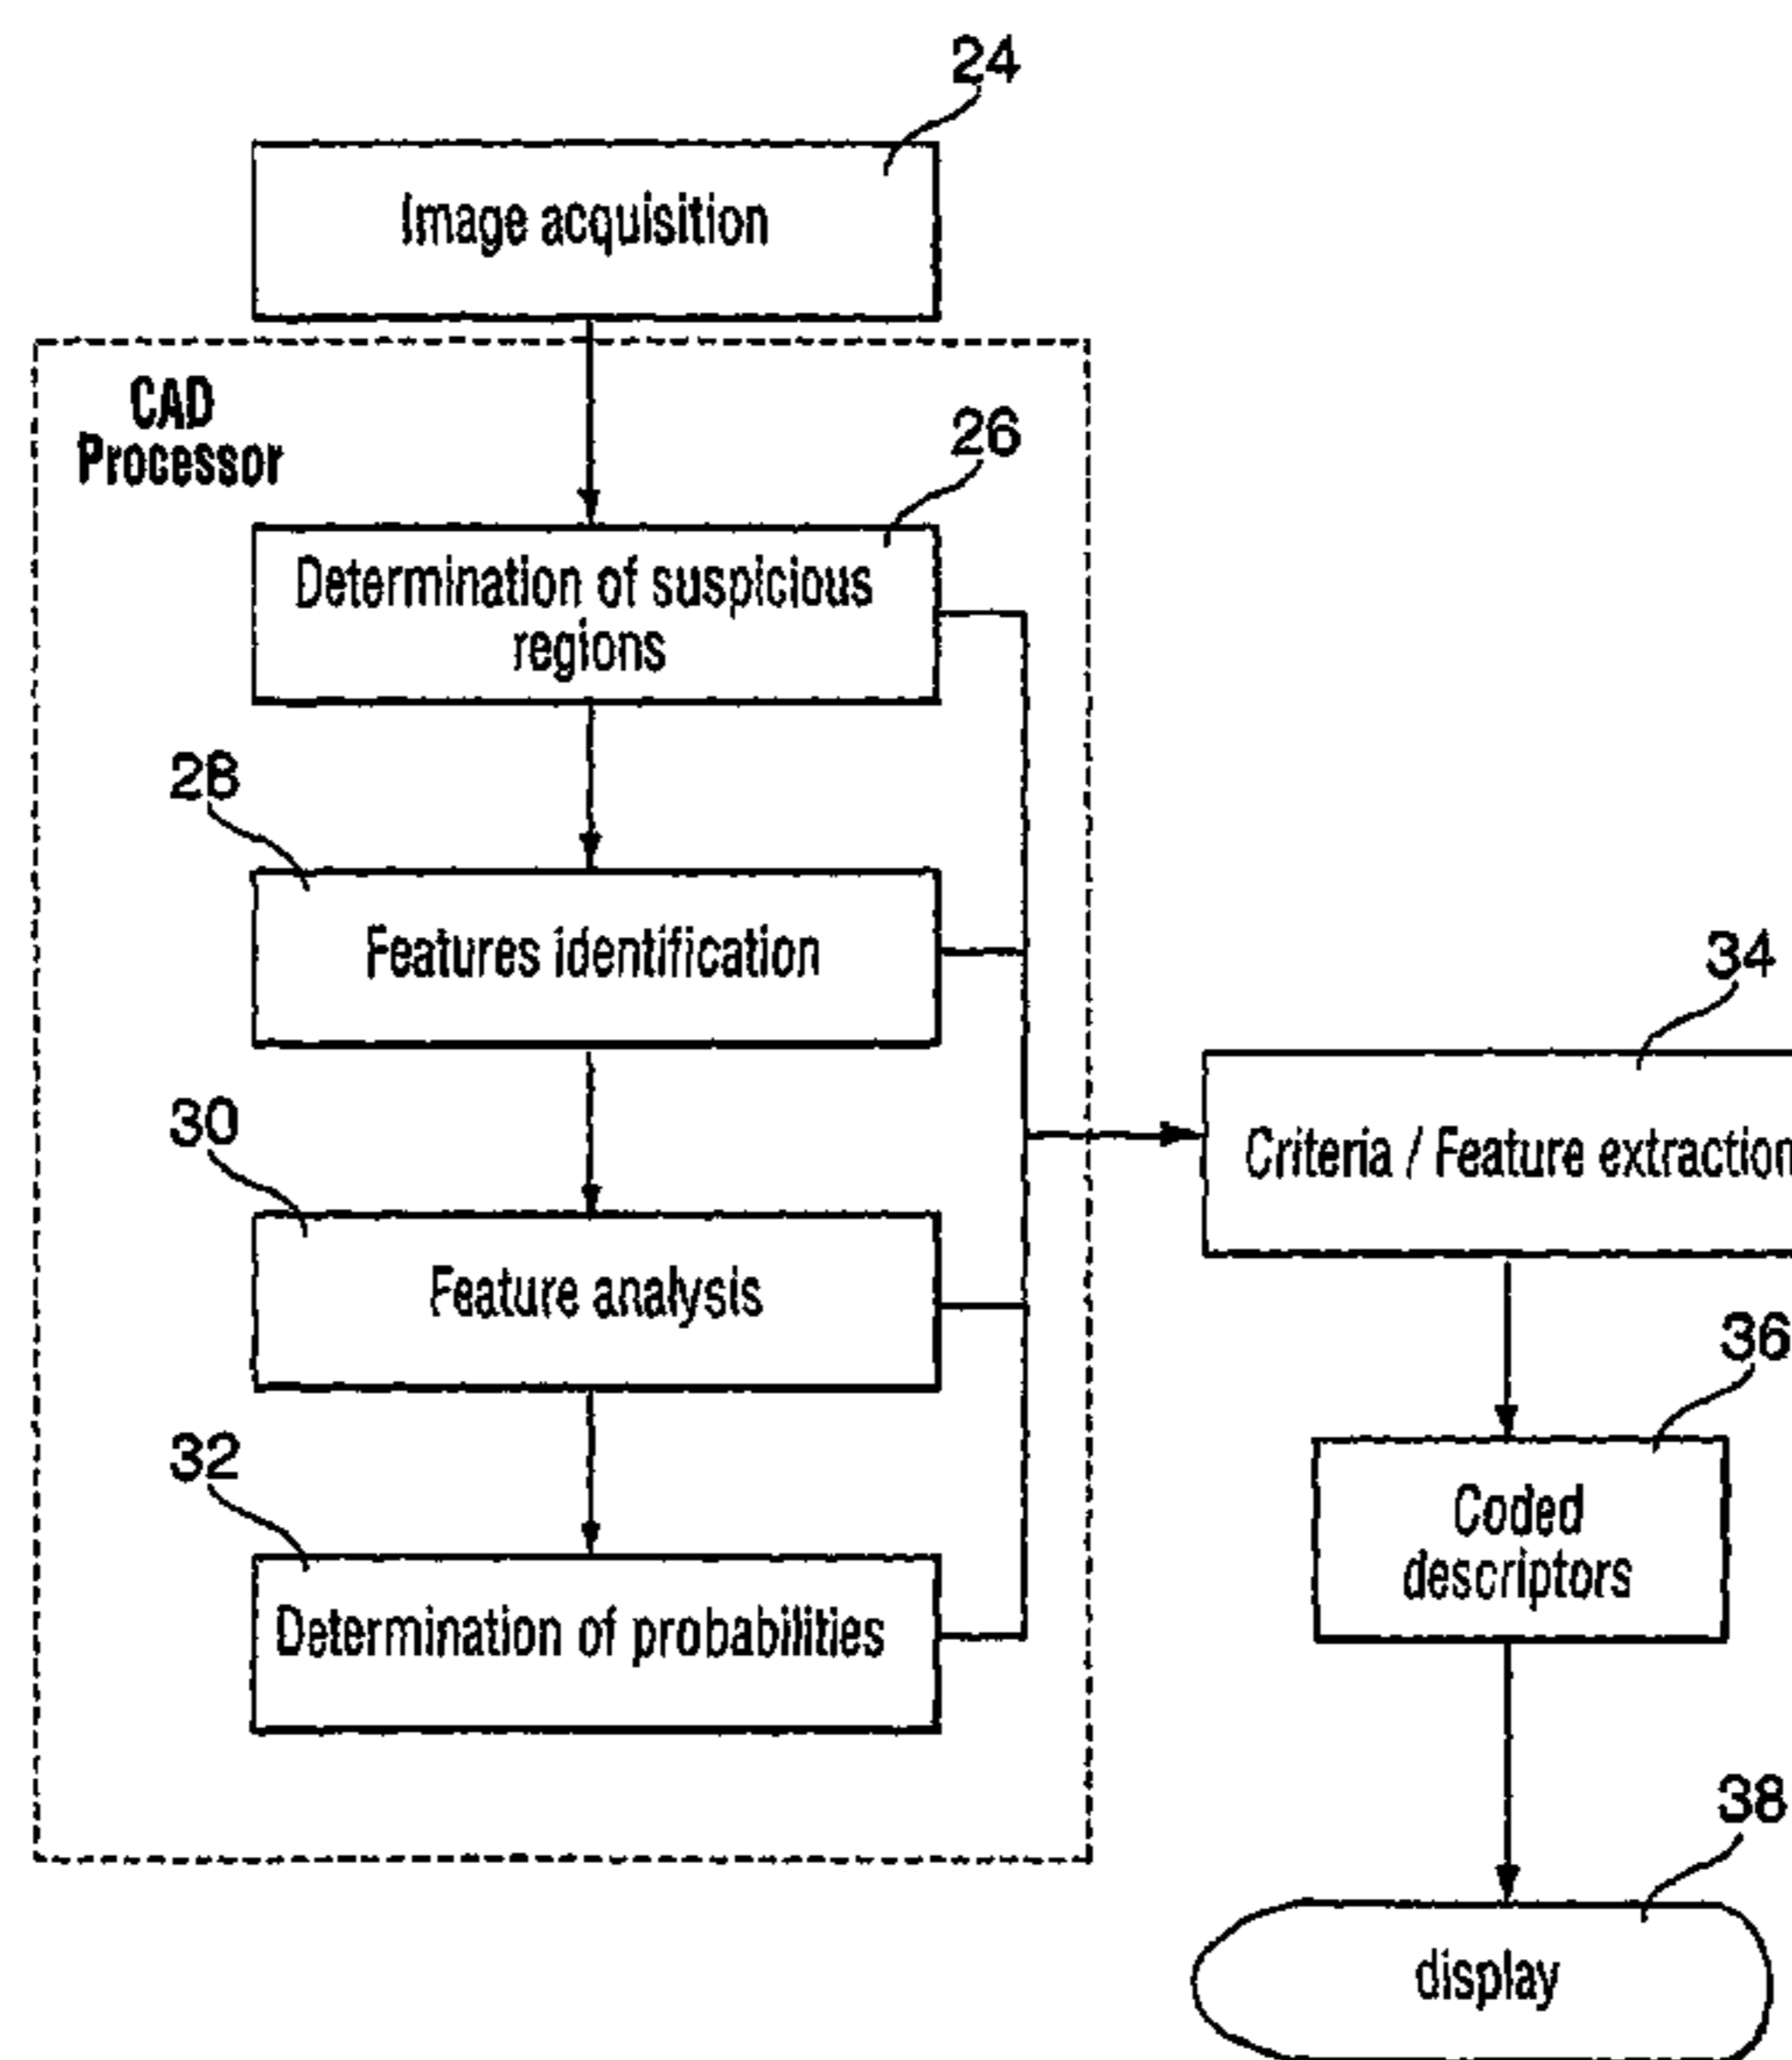 24
Image acquisition
CAD
Processor
26
Determination of suspicious
regions
28
Features identification
30
Feature analysis
32
Determination of probabilities
34
Criteria / Feature extraction
36
Coded
descriptors
38
display